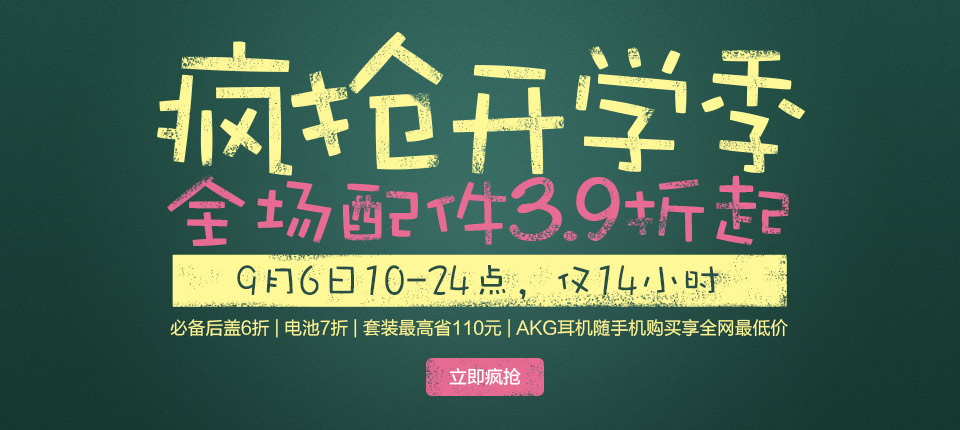 疯抢开学季
全场配件3.9折起
9月6日10-24点，仅14小时
必备后盖6折 | 电池7折 | 套装最高省110元 | AKG耳机随手机购买享全网最低价
立即疯抢